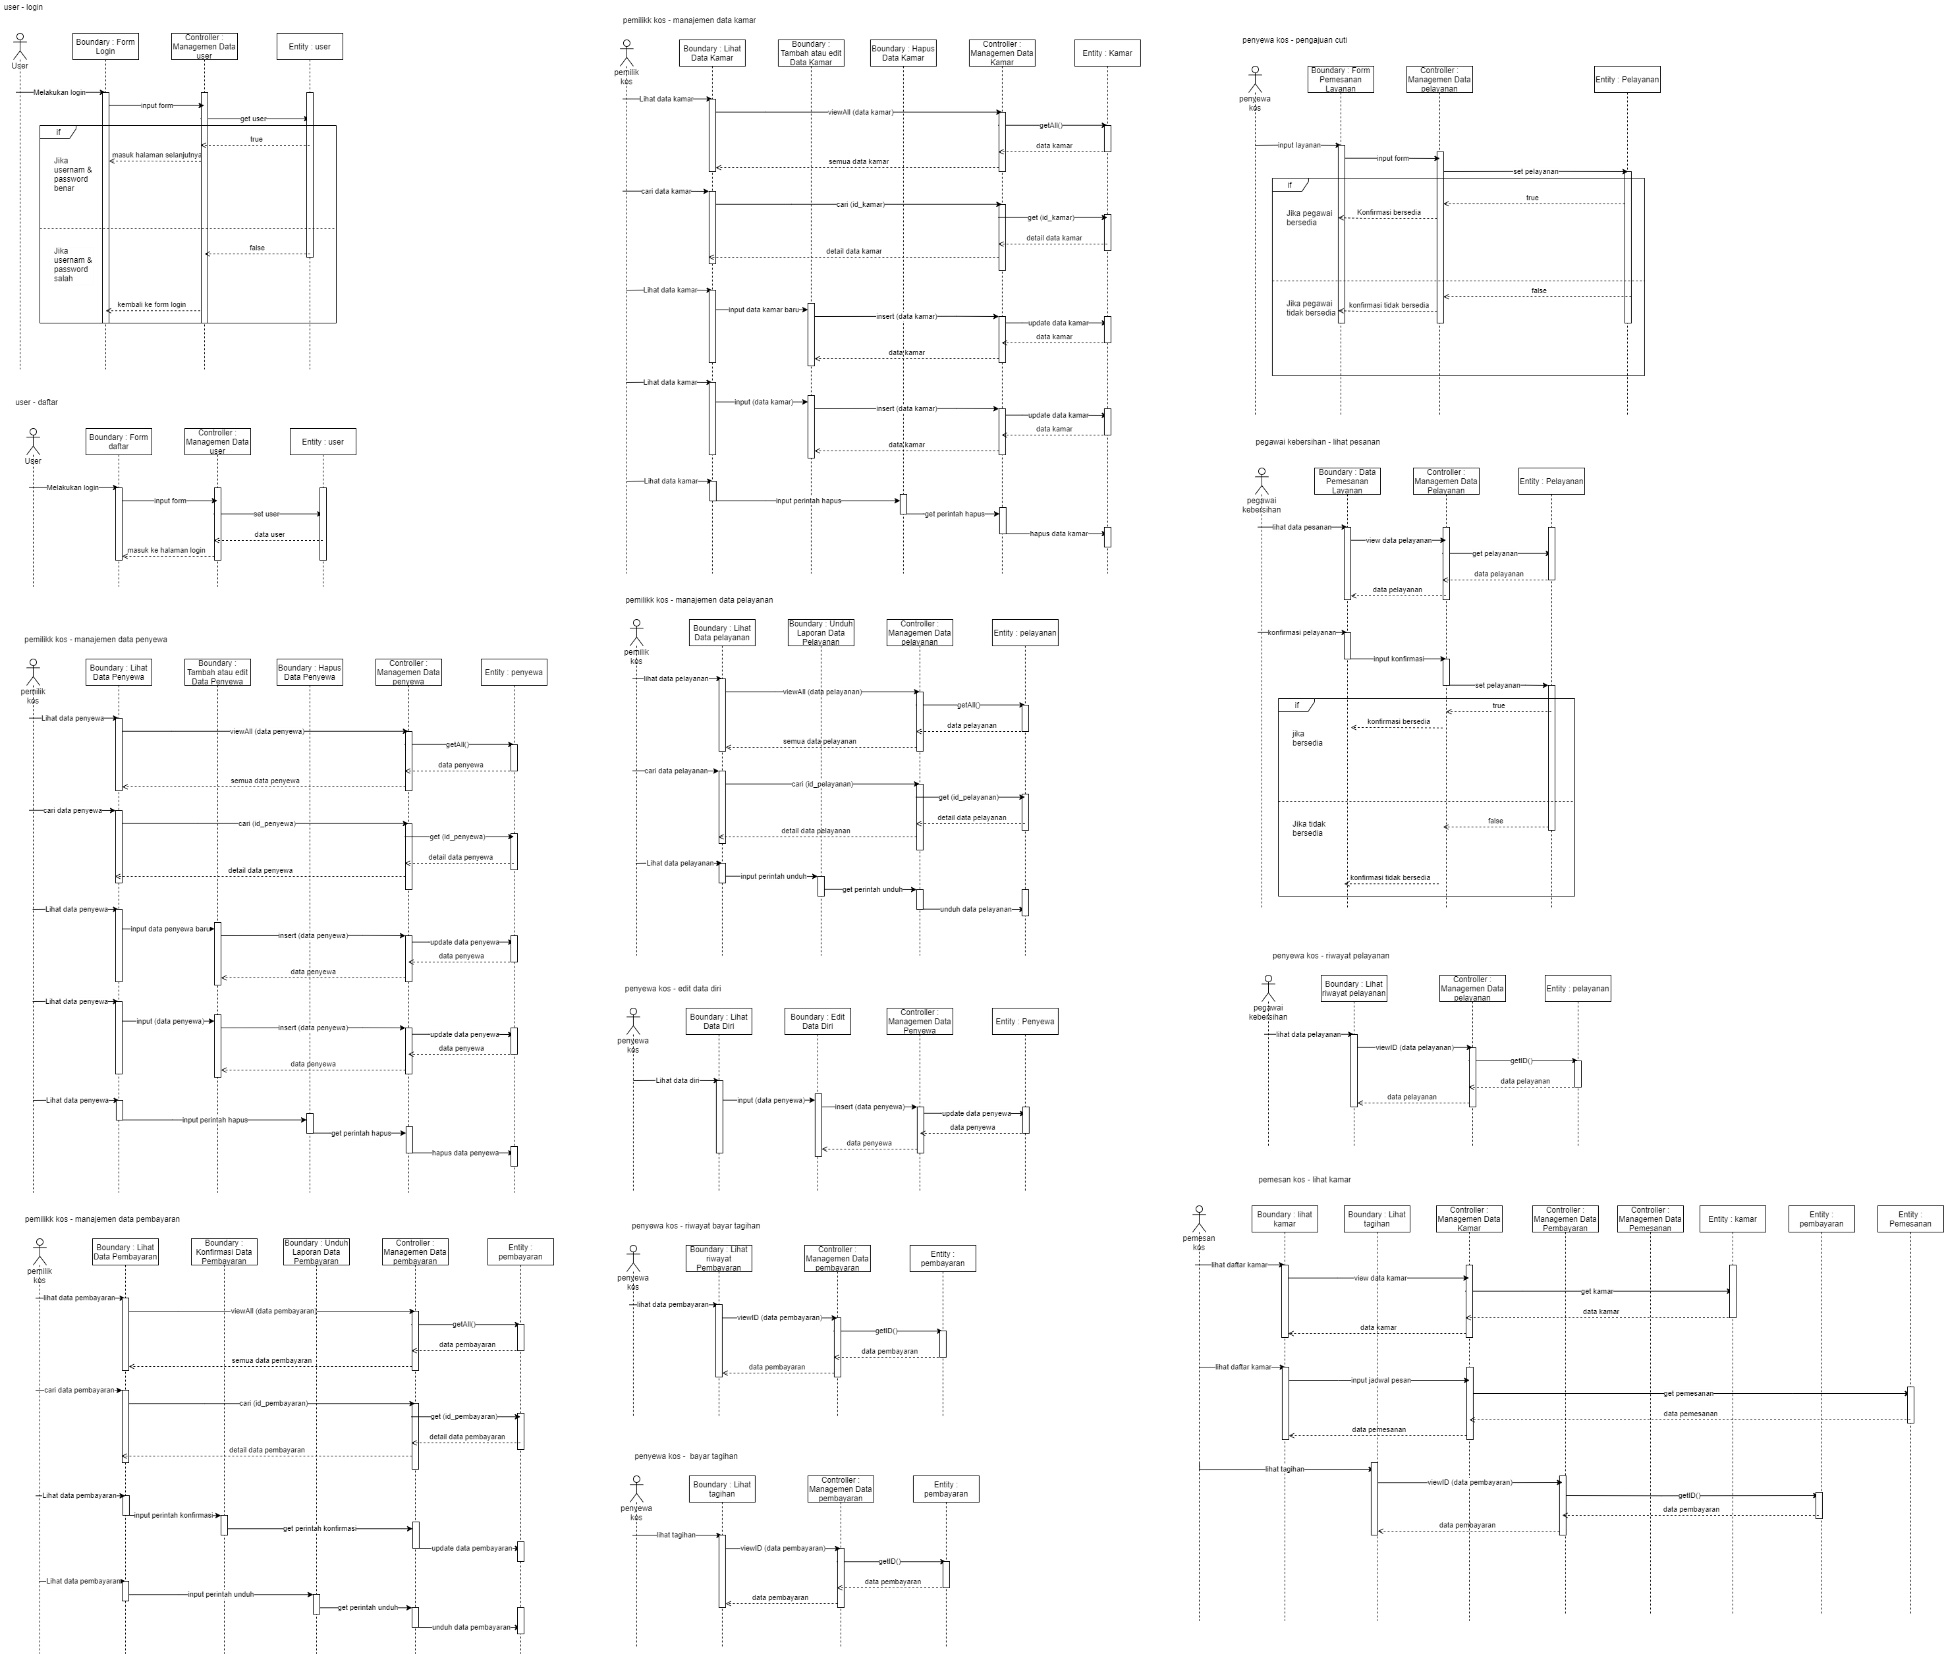 user - login
User
Boundary : Form
Login
Controller :
Managemen Data
user
Entity : user
Melakukan login
input form
get user
if
true
masuk halaman selanjutnya
Jika
usernam &
password
benar
false
Jika
usernam &
password
salah
kembali ke form login
user - daftar
User
Boundary : Form
daftar
Controller :
Managemen Data
user
Entity : user
Melakukan login
input form
set user
data user
masuk ke halaman login
pemilikk kos - manajemen data penyewa
pemilik
kos
Boundary : Lihat
Data Penyewa
Boundary :
Tambah atau edit
Data Penyewa
Boundary : Hapus
Data Penyewa
Controller :
Managemen Data
penyewa
Entity : penyewa
Lihat data penyewa
viewAll (data penyewa)
getAll()
data penyewa
semua data penyewa
cari data penyewa
cari (id_penyewa)
get (id_penyewa)
detail data penyewa
detail data penyewa
Lihat data penyewa
input data penyewa baru
insert (data penyewa)
update data penyewa
data penyewa
data penyewa
Lihat data penyewa
input (data penyewa)
insert (data penyewa)
update data penyewa
data penyewa
data penyewa
Lihat data penyewa
input perintah hapus
get perintah hapus
hapus data penyewa
pemilikk kos - manajemen data pembayaran
pemilik
kos
Boundary : Lihat
Data Pembayaran
Boundary :
Konfirmasi Data
Pembayaran
Boundary : Unduh
Laporan Data
Pembayaran
Controller :
Managemen Data
pembayaran
Entity :
pembayaran
lihat data pembayaran
viewAll (data pembayaran)
getAll()
data pembayaran
semua data pembayaran
cari data pembayaran
cari (id_pembayaran)
get (id_pembayaran)
detail data pembayaran
detail data pembayaran
Lihat data pembayaran
input perintah konfirmasi
get perintah konfirmasi
update data pembayaran
Lihat data pembayaran
input perintah unduh
get perintah unduh
unduh data pembayaran
pemilikk kos - manajemen data kamar
pemilik
kos
Boundary : Lihat
Data Kamar
Boundary :
Tambah atau edit
Data Kamar
Boundary : Hapus
Data Kamar
Controller :
Managemen Data
Kamar
Entity : Kamar
Lihat data kamar
viewAll (data kamar)
getAll()
data kamar
semua data kamar
cari data kamar
cari (id_kamar)
get (id_kamar)
detail data kamar
detail data kamar
Lihat data kamar
input data kamar baru
insert (data kamar)
update data kamar
data kamar
data kamar
Lihat data kamar
input (data kamar)
insert (data kamar)
update data kamar
data kamar
data kamar
Lihat data kamar
input perintah hapus
get perintah hapus
hapus data kamar
pemilikk kos - manajemen data pelayanan
pemilik
kos
Boundary : Lihat
Data pelayanan
Boundary : Unduh
Laporan Data
Pelayanan
Controller :
Managemen Data
pelayanan
Entity : pelayanan
lihat data pelayanan
viewAll (data pelayanan)
getAll()
data pelayanan
semua data pelayanan
cari data pelayanan
cari (id_pelayanan)
get (id_pelayanan)
detail data pelayanan
detail data pelayanan
Lihat data pelayanan
input perintah unduh
get perintah unduh
unduh data pelayanan
penyewa kos - edit data diri
penyewa
kos
Boundary : Lihat
Data Diri
Boundary : Edit
Data Diri
Controller :
Managemen Data
Penyewa
Entity : Penyewa
Lihat data diri
input (data penyewa)
insert (data penyewa)
update data penyewa
data penyewa
data penyewa
penyewa kos - riwayat bayar tagihan
penyewa
kos
Boundary : Lihat
riwayat
Pembayaran
Controller :
Managemen Data
pembayaran
Entity :
pembayaran
lihat data pembayaran
viewID (data pembayaran)
getID()
data pembayaran
data pembayaran
penyewa kos - bayar tagihan
penyewa
kos
Boundary : Lihat
tagihan
Controller :
Managemen Data
pembayaran
Entity :
pembayaran
lihat tagihan
viewID (data pembayaran)
getID()
data pembayaran
data pembayaran
penyewa kos - pengajuan cuti
penyewa
kos
Boundary : Form
Pemesanan
Layanan
Controller :
Managemen Data
pelayanan
Entity : Pelayanan
input layanan
input form
set pelayanan
if
true
Jika pegawai
bersedia
Konfirmasi bersedia
false
Jika pegawai
tidak bersedia
konfirmasi tidak bersedia
pegawai kebersihan - lihat pesanan
pegawai
kebersihan
Boundary : Data
Pemesanan
Layanan
Controller :
Managemen Data
Pelayanan
Entity : Pelayanan
lihat data pesanan
view data pelayanan
get pelayanan
data pelayanan
data pelayanan
konfirmasi pelayanan
input konfirmasi
set pelayanan
if
true
konfirmasi bersedia
jika
bersedia
Jika tidak
bersedia
false
konfirmasi tidak bersedia
penyewa kos - riwayat pelayanan
pegawai
kebersihan
Boundary : Lihat
riwayat pelayanan
Controller :
Managemen Data
pelayanan
Entity : pelayanan
lihat data pelayanan
viewID (data pelayanan)
getID()
data pelayanan
data pelayanan
pemesan kos - lihat kamar
pemesan
kos
Boundary : lihat
kamar
Boundary : Lihat
tagihan
Controller :
Managemen Data
Kamar
Controller :
Managemen Data
Pembayaran
Controller :
Managemen Data
Pemesanan
Entity : kamar
Entity :
pembayaran
Entity :
Pemesanan
lihat daftar kamar
view data kamar
get kamar
data kamar
data kamar
lihat daftar kamar
input jadwal pesan
get pemesanan
data pemesanan
data pemesanan
lihat tagihan
viewID (data pembayaran)
getID()
data pembayaran
data pembayaran